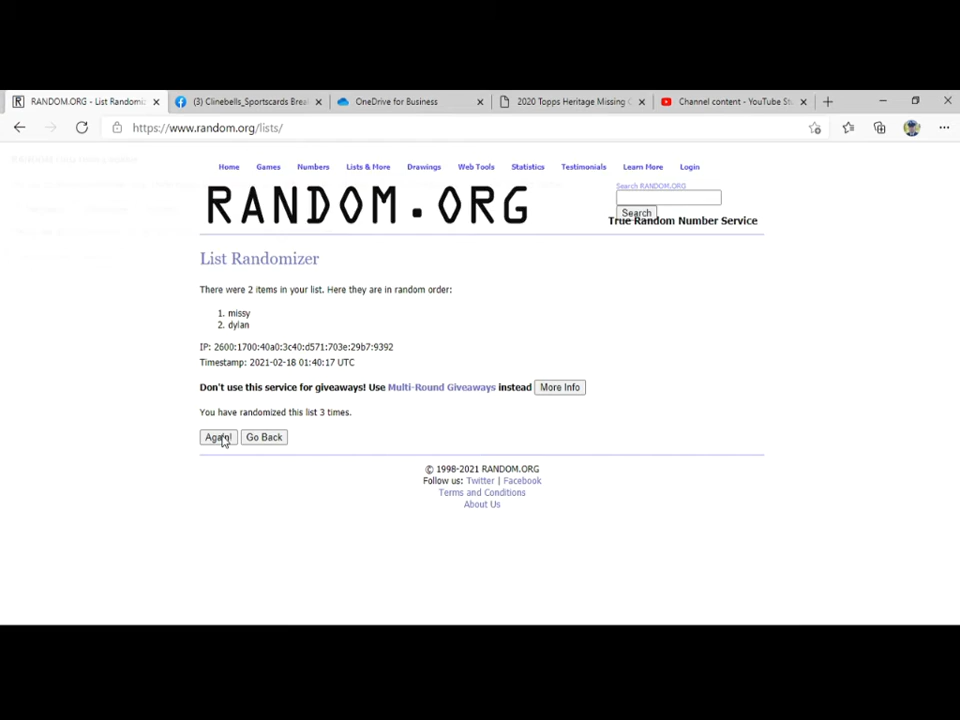 RANDOM.ORG - List Randomiz
(3) Clinebells_Sportscards Brea
OneDrive for Business
2020 Topps Heritage Missing
Channel content - YouTube St
https://www.random.org/lists/
Home Games Numbers Lists & More Drawings Web Tools Statistics Testimonials Learn More Login
RANDOM.ORG
Search RANDOM.ORG
Search
True Random Number Service
List Randomizer
There were 2 items in your list. Here they are in random order:
1. missy
2. dylan
IP: 2600:1700:40a0:3c40:d571:703e:29b7:9392
Timestamp: 2021-02-18 01:40:17 UTC
Don't use this service for giveaways! Use Multi-Round Giveaways instead More Info
You have randomized this list 3 times.
Again! Go Back
© 1998-2021 RANDOM.ORG
Follow us: Twitter | Facebook
Terms and Conditions
About Us